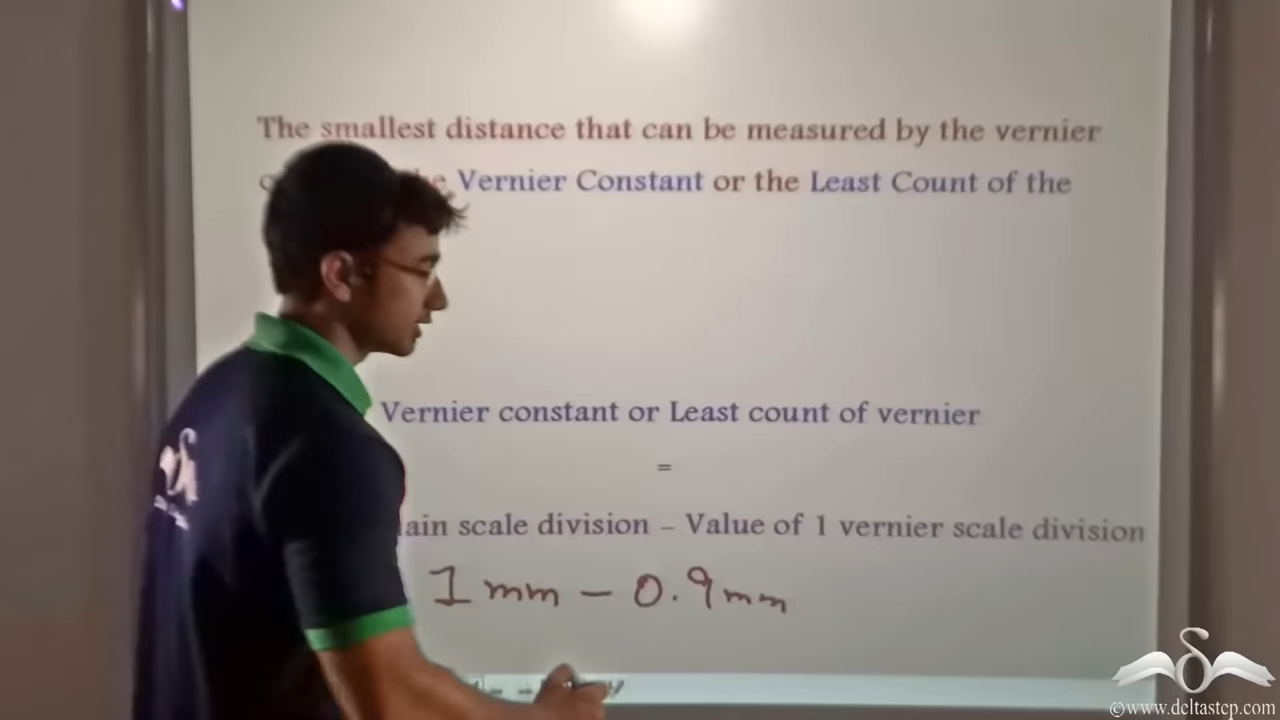 The smallest distance that can be measured by the vernier
Vernier Constant or the Least Count of the
Vernier constant or Least count of vernier
=
scale division – Value of 1 vernier scale division
1 mm – 0.9mm
©www.deltastep.com